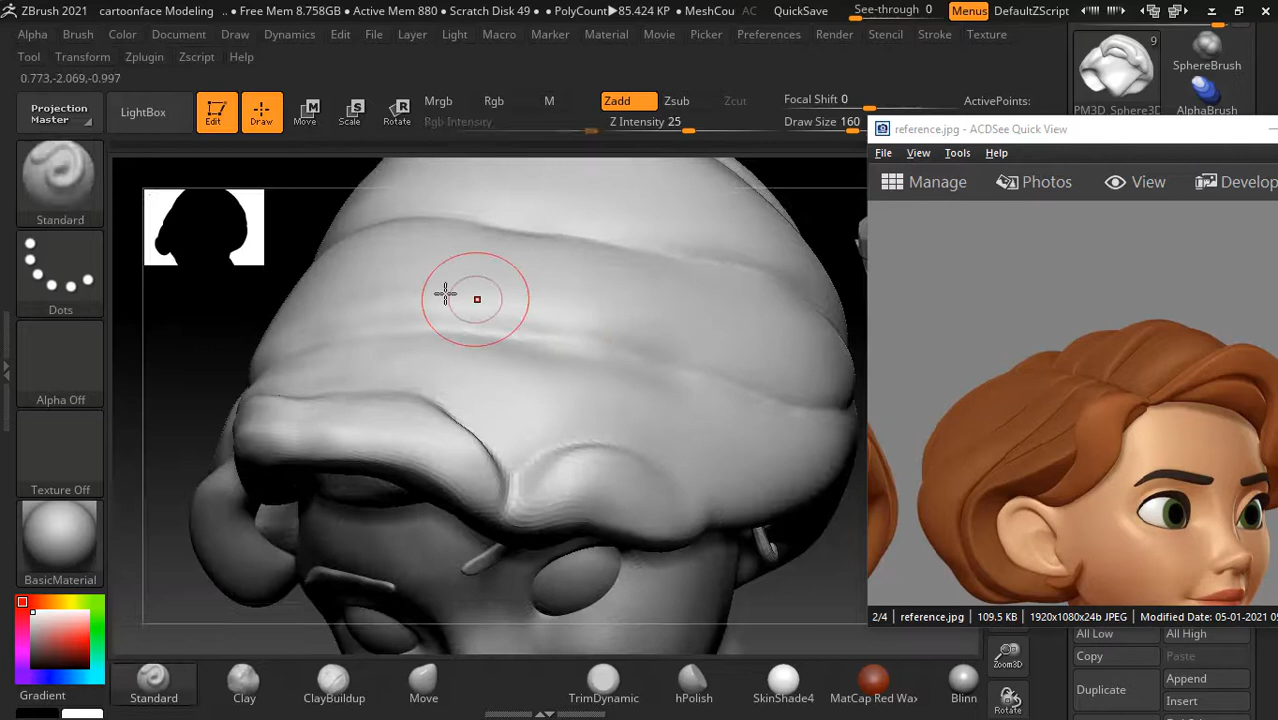 ZBrush 2021 cartoonface Modeling .. • Free Mem 8.758GB • Active Mem 880 • Scratch Disk 49 • PolyCount▶85.424 KP • MeshCou AC QuickSave See-through 0 Menus DefaultZScript
Alpha Brush Color Document Draw Dynamics Edit File Layer Light Macro Marker Material Movie Picker Preferences Render Stencil Stroke Texture
Tool Transform Zplugin Zscript Help
0.773,-2.069,-0.997
Projection Master
LightBox
Edit
Draw
Move
Scale
Rotate
Mrgb Rgb M
Rgb Intensity
Zadd Zsub Zcut
Z Intensity 25
Focal Shift 0
Draw Size 160
ActivePoints:
9
PM3D_Sphere3D
SphereBrush
AlphaBrush
Standard
Dots
Alpha Off
Texture Off
BasicMaterial
Gradient
reference.jpg - ACDSee Quick View
File View Tools Help
Manage Photos View Develop
2/4 reference.jpg 109.5 KB 1920x1080x24b JPEG Modified Date: 05-01-2021 05
All Low All High
Copy Paste
Duplicate Append
Insert
Zoom3D
Rotate
Standard Clay ClayBuildup Move TrimDynamic hPolish SkinShade4 MatCap Red Wax Blinn